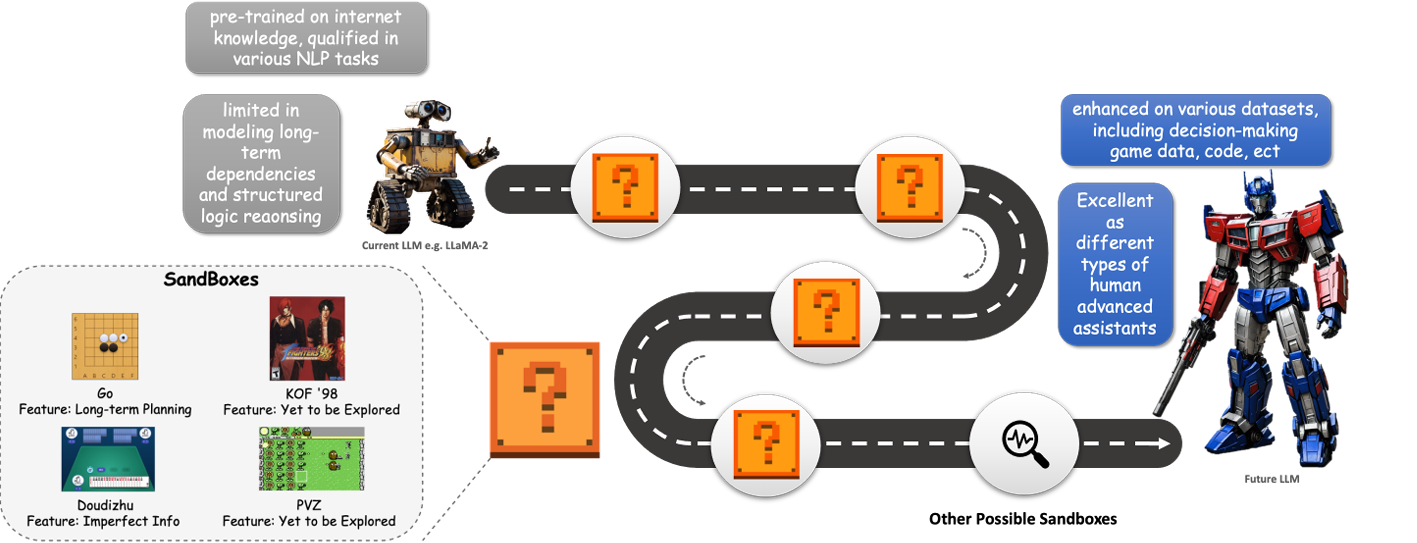 pre-trained on internet
knowledge, qualified in
various NLP tasks
limited in
modeling long-
term
dependencies
and structured
logic reaonsing
Current LLM e.g. LLaMA-2
enhanced on various datasets,
including decision-making
game data, code, ect
Excellent
as
different
types of
human
advanced
assistants
Future LLM
SandBoxes
Go
Feature: Long-term Planning
KOF '98
Feature: Yet to be Explored
Doudizhu
Feature: Imperfect Info
PVZ
Feature: Yet to be Explored
Other Possible Sandboxes
A B C D E F
FIGHTERS 98
T